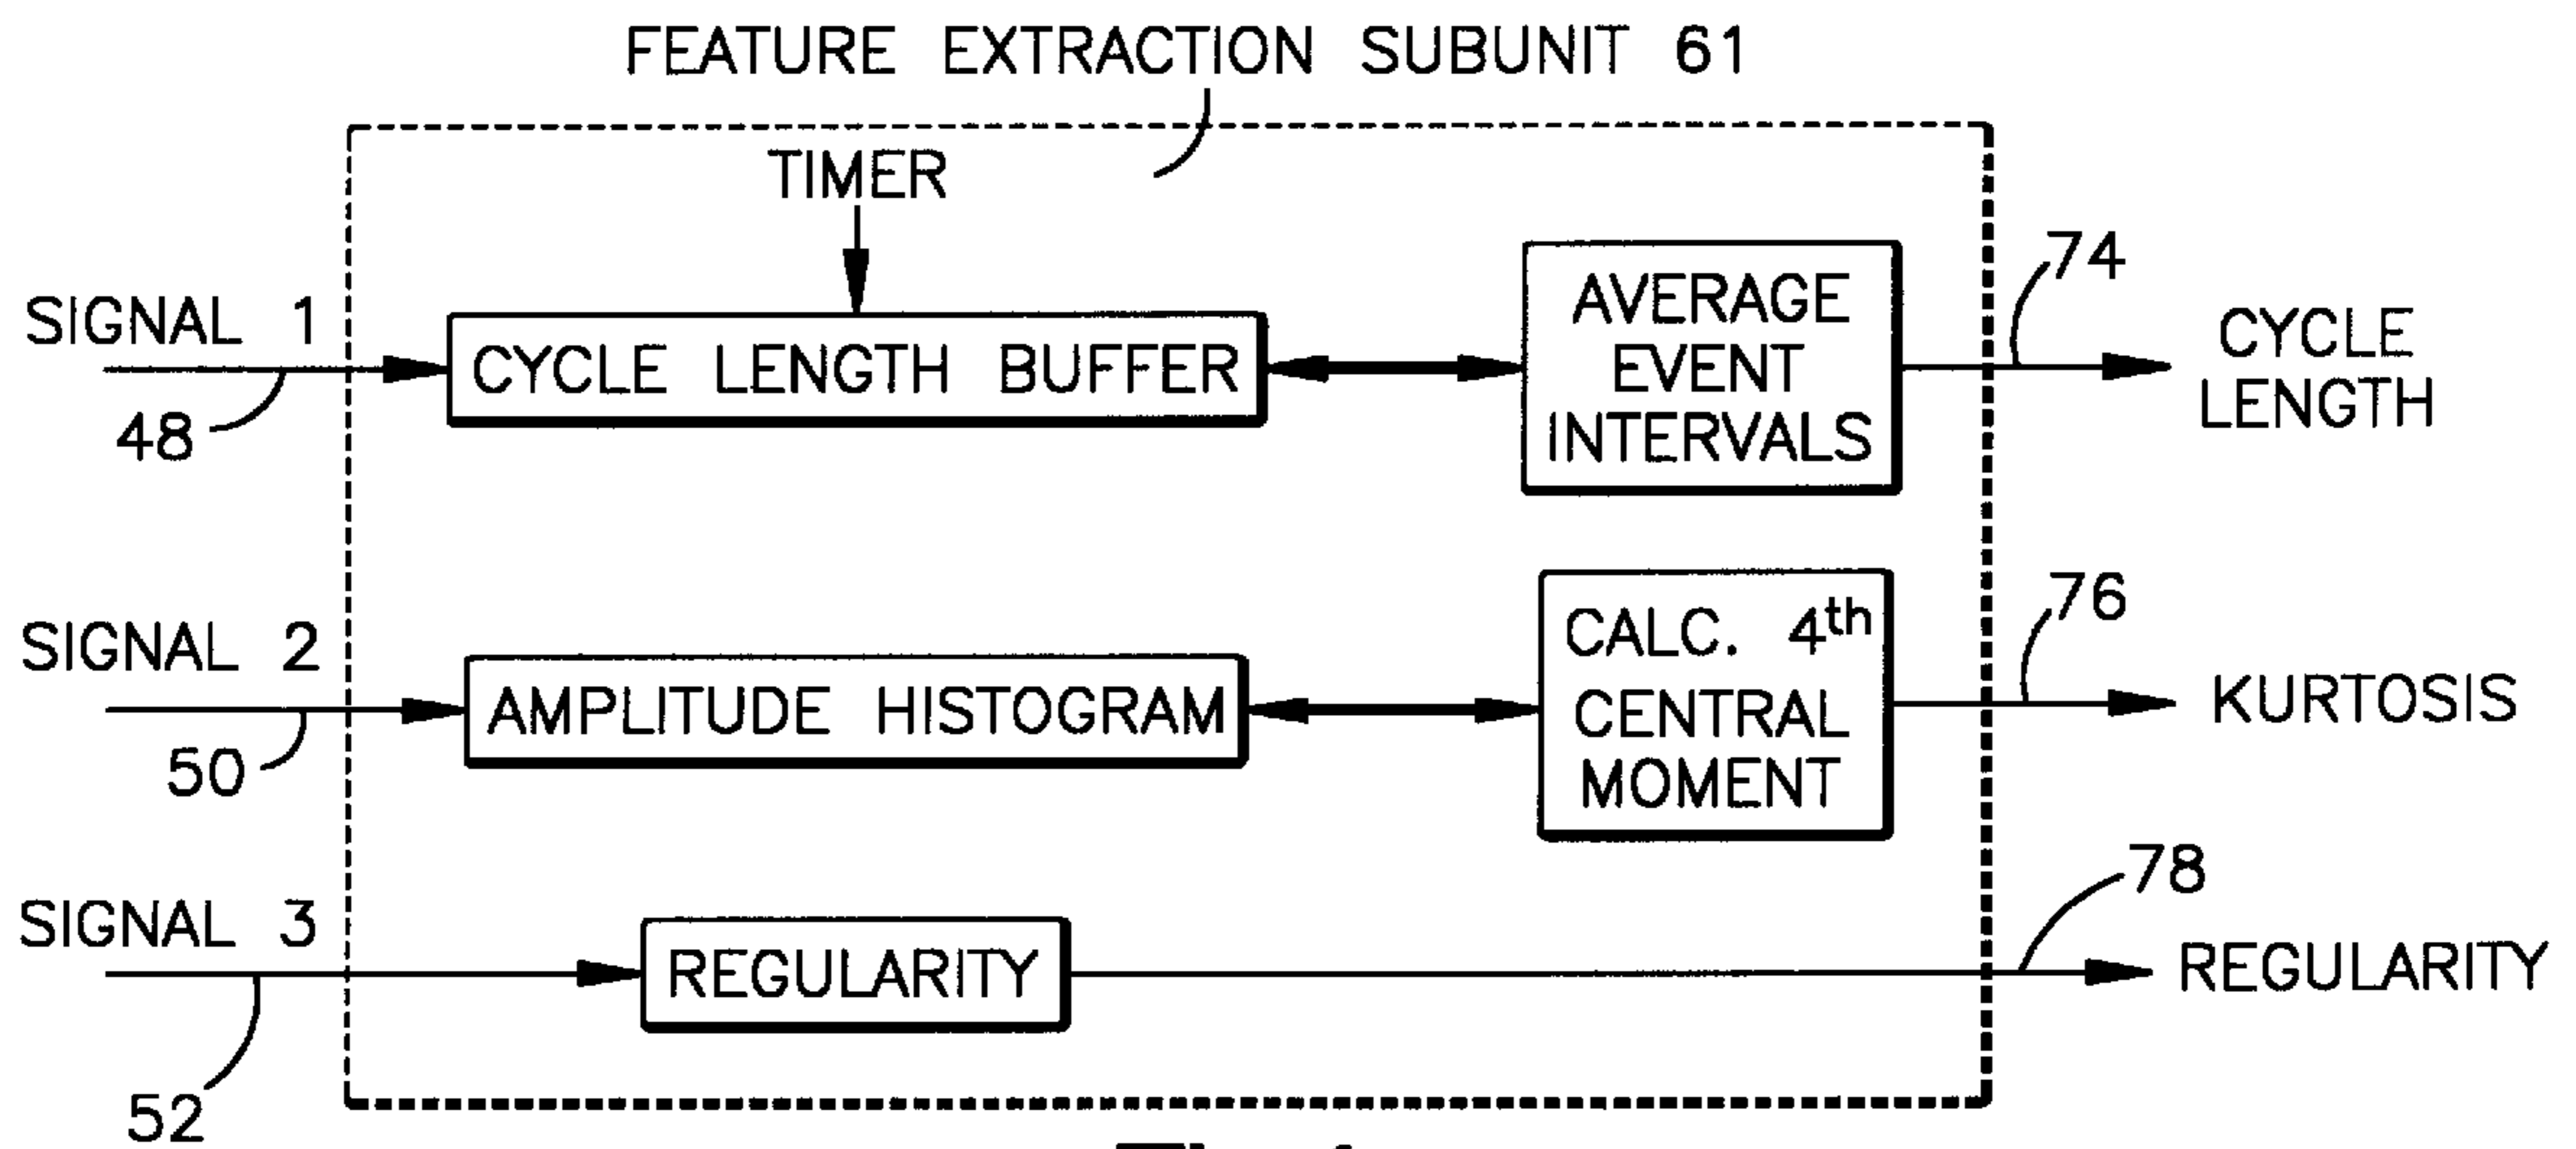 FEATURE EXTRACTION SUBUNIT 61
TIMER
SIGNAL 1
48
CYCLE LENGTH BUFFER
AVERAGE
EVENT
INTERVALS
74
CYCLE
LENGTH
SIGNAL 2
50
AMPLITUDE HISTOGRAM
CALC. 4th
CENTRAL
MOMENT
76
KURTOSIS
SIGNAL 3
52
REGULARITY
78
REGULARITY